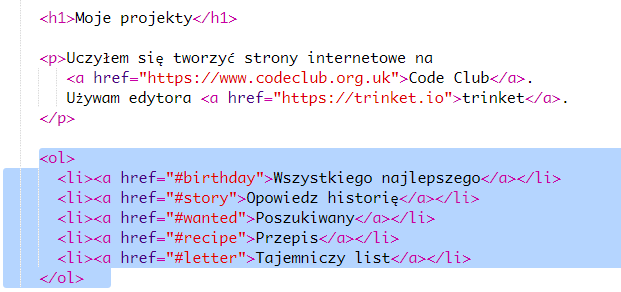 <h1>Moje projekty</h1>
<p>Uczyłem się tworzyć strony internetowe na
<a href="https://www.codeclub.org.uk">Code Club</a>.
Używam edytora <a href="https://trinket.io">trinket</a>.
</p>
<ol>
<li><a href="#birthday">Wszystkiego najlepszego</a></li>
<li><a href="#story">Opowiedz historię</a></li>
<li><a href="#wanted">Poszukiwany</a></li>
<li><a href="#recipe">Przepis</a></li>
<li><a href="#letter">Tajemniczy list</a></li>
</ol>